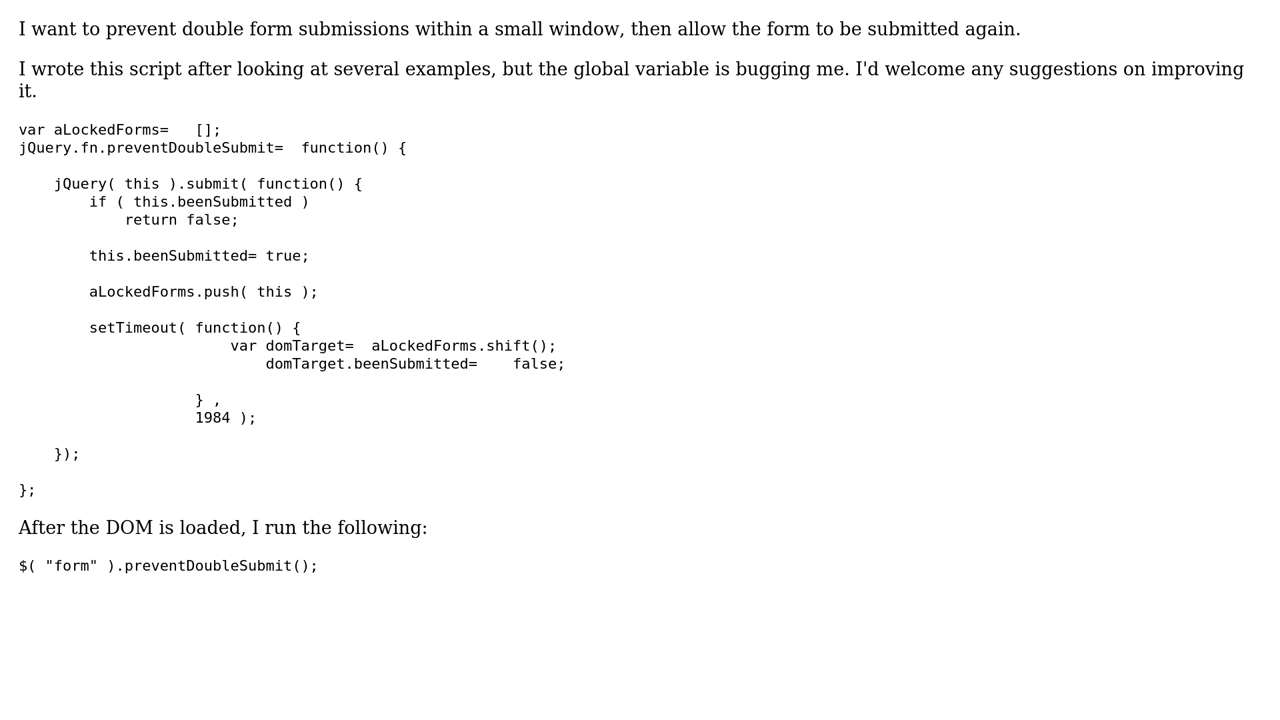 I want to prevent double form submissions within a small window, then allow the form to be submitted again.
I wrote this script after looking at several examples, but the global variable is bugging me. I'd welcome any suggestions on improving
it.
var aLockedForms=   [];
jQuery.fn.preventDoubleSubmit=  function() {
    jQuery( this ).submit( function() {
        if ( this.beenSubmitted )
            return false;
        this.beenSubmitted= true;
        aLockedForms.push( this );
        setTimeout( function() {
                        var domTarget=  aLockedForms.shift();
                            domTarget.beenSubmitted=    false;
                    } ,
                    1984 );
    });
};
After the DOM is loaded, I run the following:
$( "form" ).preventDoubleSubmit();